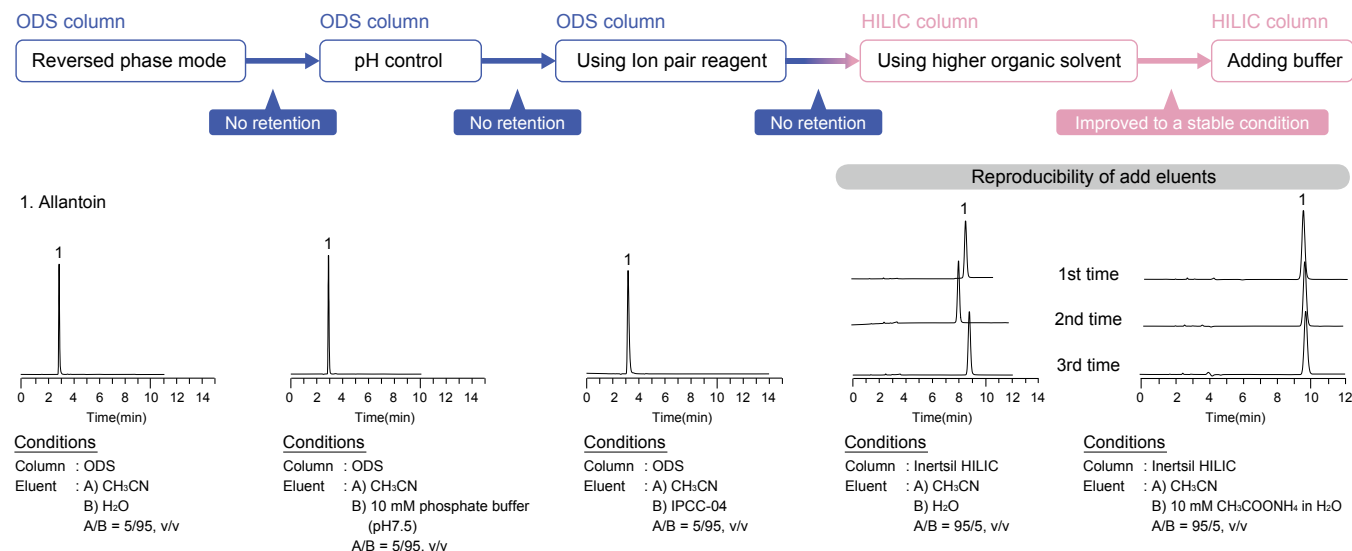 ODS column
ODS column
ODS column
HILIC column
HILIC column
Reversed phase mode
pH control
Using Ion pair reagent
Using higher organic solvent
Adding buffer
No retention
No retention
No retention
Improved to a stable condition
Reproducibility of add eluents
1. Allantoin
1
1
1
1
1
1st time
2nd time
3rd time
0 2 4 6 8 10 12 14
0 2 4 6 8 10 12 14
0 2 4 6 8 10 12 14
0 2 4 6 8 10 12 14
0 2 4 6 8 10 12
Time(min)
Time(min)
Time(min)
Time(min)
Time(min)
Conditions
Column : ODS
Eluent : A) CH₃CN
B) H₂O
A/B = 5/95, v/v
Conditions
Column : ODS
Eluent : A) CH₃CN
B) 10 mM phosphate buffer
(pH7.5)
A/B = 5/95, v/v
Conditions
Column : ODS
Eluent : A) CH₃CN
B) IPCC-04
A/B = 5/95, v/v
Conditions
Column : Inertsil HILIC
Eluent : A) CH₃CN
B) H₂O
A/B = 95/5, v/v
Conditions
Column : Inertsil HILIC
Eluent : A) CH₃CN
B) 10 mM CH₃COONH₄ in H₂O
A/B = 95/5, v/v